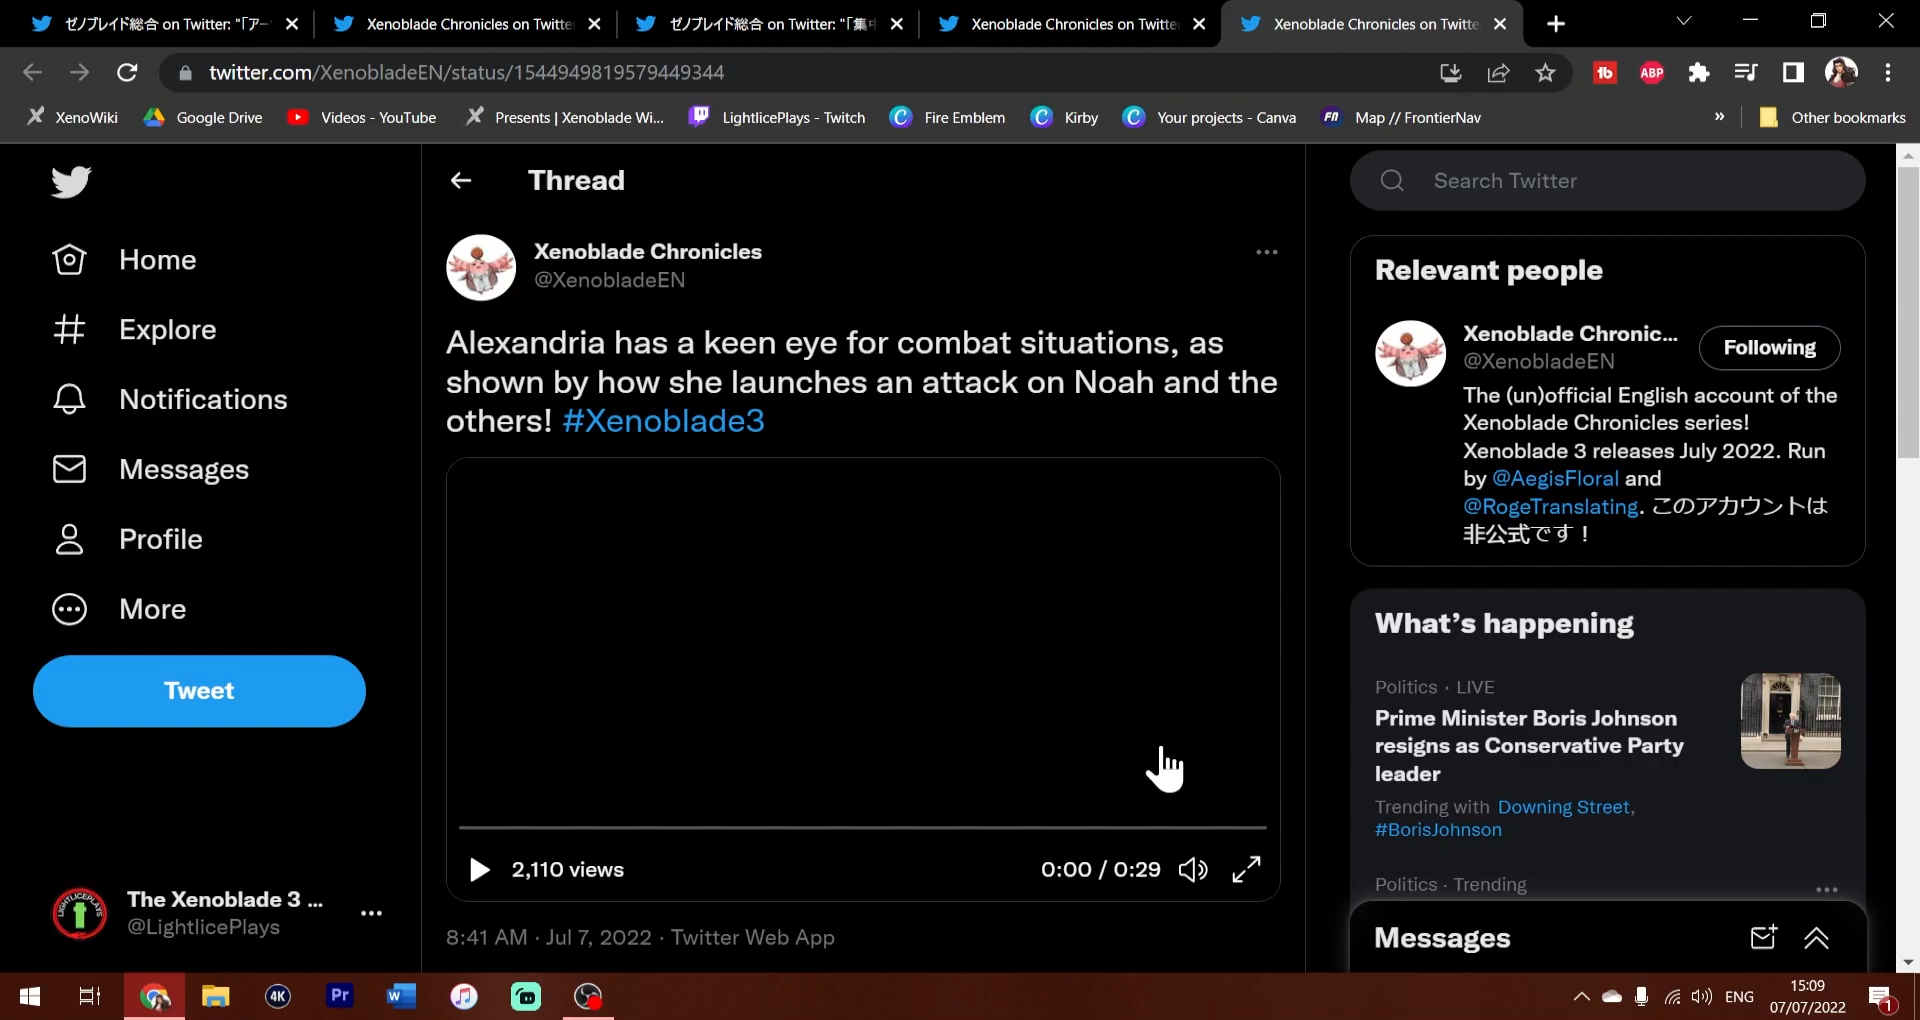 ゼノブレイド総合 on Twitter: "「アー
Xenoblade Chronicles on Twitte
ゼノブレイド総合 on Twitter: "「集中
Xenoblade Chronicles on Twitte
Xenoblade Chronicles on Twitte
twitter.com/XenobladeEN/status/1544949819579449344
ABP
XenoWiki
Google Drive
Videos - YouTube
Presents | Xenoblade Wi...
LightlicePlays - Twitch
Fire Emblem
Kirby
Your projects - Canva
FN
Map // FrontierNav
»
Other bookmarks
Home
Explore
Notifications
Messages
Profile
More
Tweet
The Xenoblade 3 ...
@LightlicePlays
Thread
Xenoblade Chronicles
@XenobladeEN
Alexandria has a keen eye for combat situations, as
shown by how she launches an attack on Noah and the
others! #Xenoblade3
2,110 views
0:00 / 0:29
8:41 AM · Jul 7, 2022 · Twitter Web App
Search Twitter
Relevant people
Xenoblade Chronic...
@XenobladeEN
Following
The (un)official English account of the
Xenoblade Chronicles series!
Xenoblade 3 releases July 2022. Run
by @AegisFloral and
@RogeTranslating. このアカウントは
非公式です！
What's happening
Politics · LIVE
Prime Minister Boris Johnson
resigns as Conservative Party
leader
Trending with Downing Street,
#BorisJohnson
Politics · Trending
Messages
4K
Pr
W
ENG
15:09
07/07/2022
1